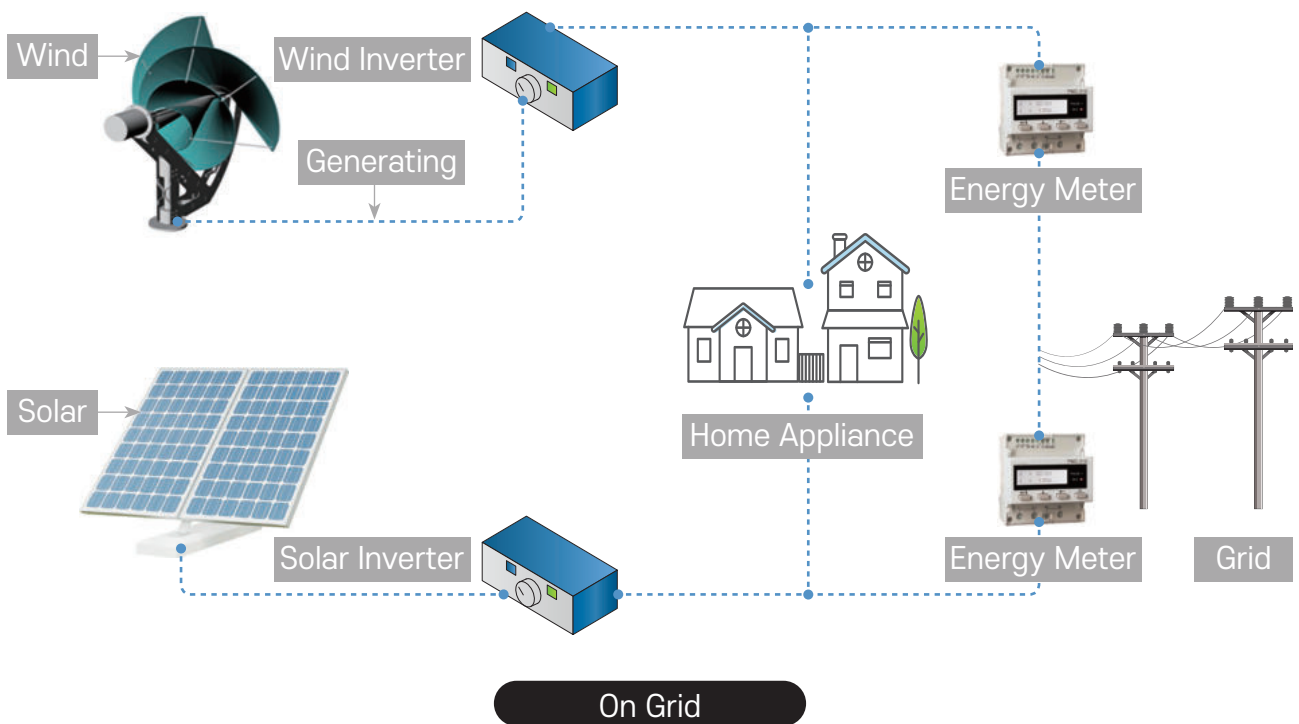 Wind
Wind Inverter
Generating
Energy Meter
Solar
Home Appliance
Solar Inverter
Energy Meter
Grid
On Grid